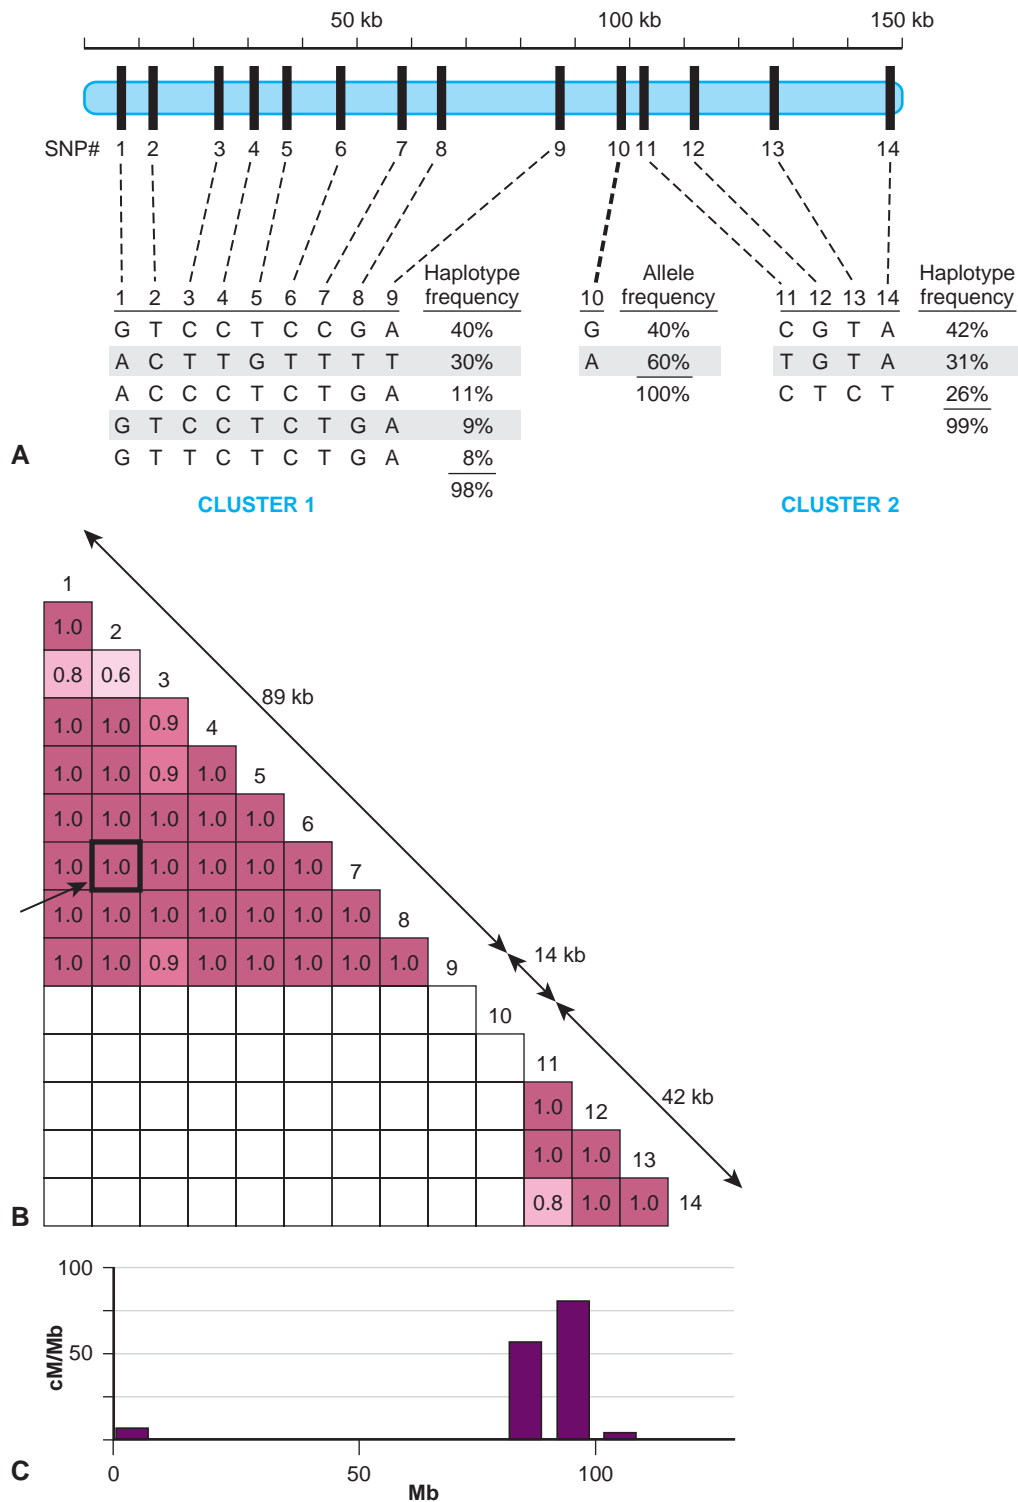 50 kb 100 kb 150 kb
SNP# 1 2 3 4 5 6 7 8 9 10 11 12 13 14
Haplotype Allele Haplotype
1 2 3 4 5 6 7 8 9 frequency 10 frequency 11 12 13 14 frequency
G T C C T C C G A 40% G 40% C G T A 42%
A C T T G T T T T 30% A 60% T G T A 31%
A C C C T C T G A 11% 100% C T C T 26%
G T C C T C T G A 9% 99%
A G T T C T C T G A 8%
98%
CLUSTER 1 CLUSTER 2
1
1.0 2
0.8 0.6 3
89 kb
1.0 1.0 0.9 4
1.0 1.0 0.9 1.0 5
1.0 1.0 1.0 1.0 1.0 6
1.0 1.0 1.0 1.0 1.0 1.0 7
1.0 1.0 1.0 1.0 1.0 1.0 1.0 8
14 kb
1.0 1.0 0.9 1.0 1.0 1.0 1.0 1.0 9
10
11
42 kb
1.0 12
1.0 1.0 13
B 0.8 1.0 1.0 14
100
cM/Mb
50
0 50 100
C Mb